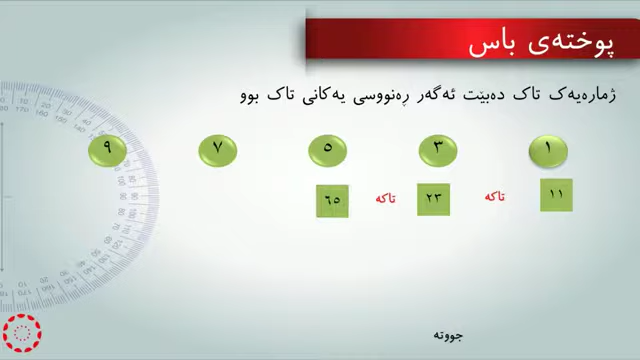 پوختەی باس
ژمارەیەک تاک دەبێت ئەگەر ڕەنووسی یەکانی تاک بوو
١ ٣ ٥ ٧ ٩
١١ تاکە ٢٣ تاکە ٦٥
جووتە